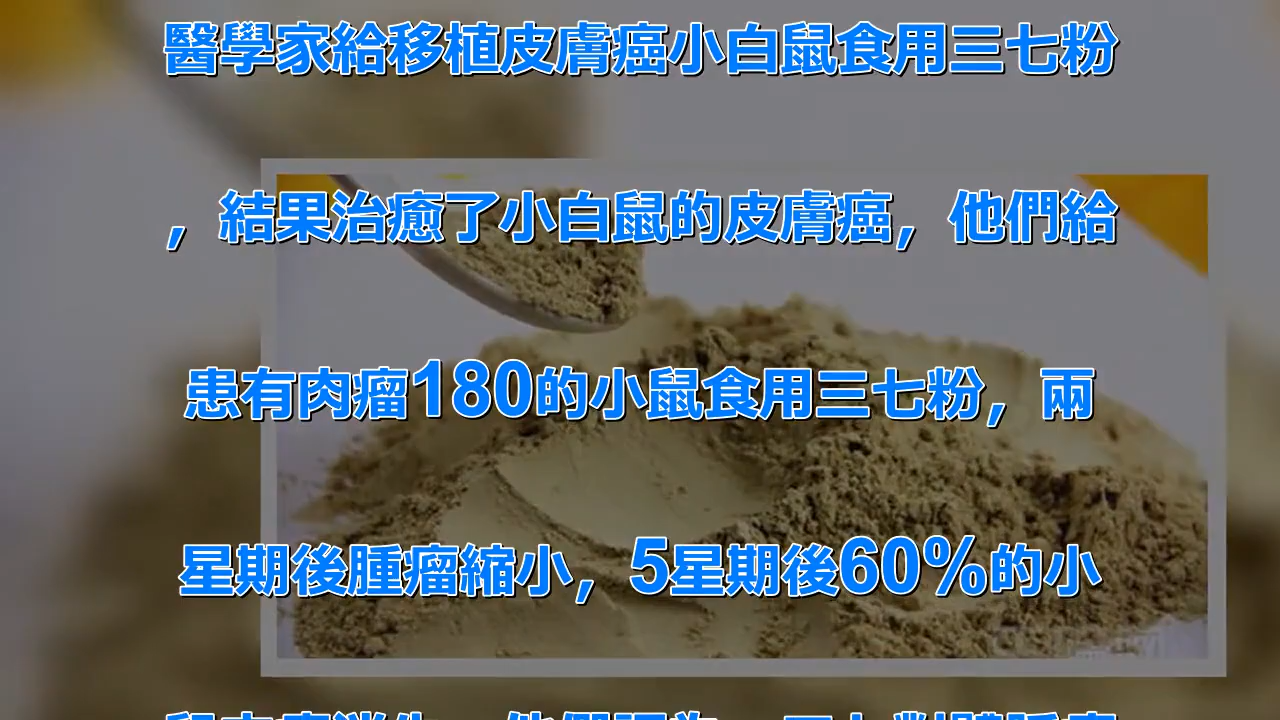 醫學家給移植皮膚癌小白鼠食用三七粉
，結果治癒了小白鼠的皮膚癌，他們給
患有肉瘤180的小鼠食用三七粉，兩
星期後腫瘤縮小，5星期後60%的小